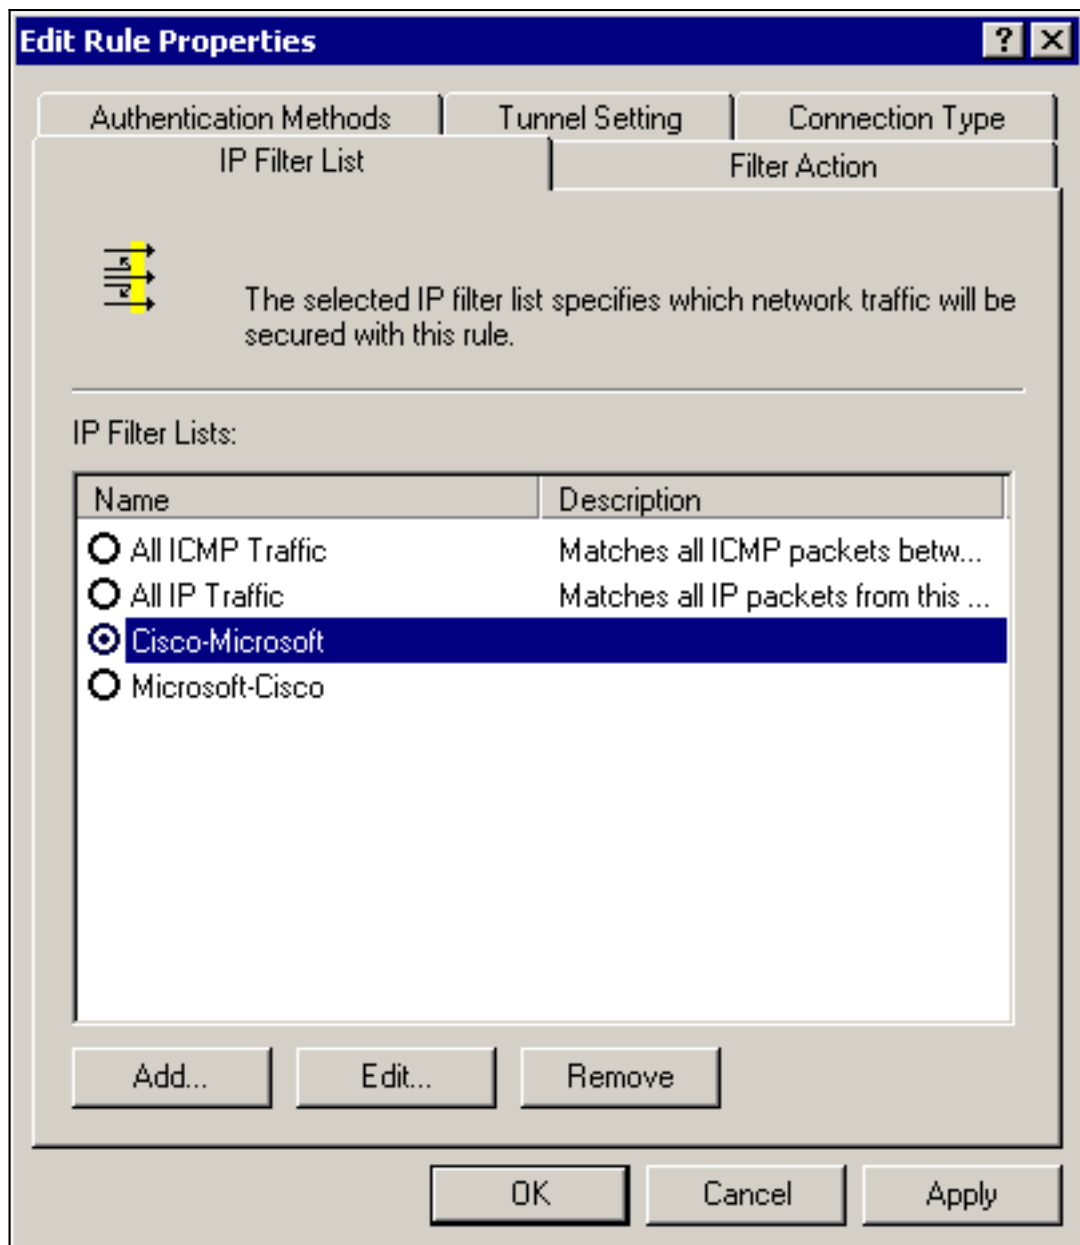 Edit Rule Properties
Authentication Methods Tunnel Setting Connection Type
IP Filter List Filter Action
The selected IP filter list specifies which network traffic will be
secured with this rule.
IP Filter Lists:
Name Description
All ICMP Traffic Matches all ICMP packets betw...
All IP Traffic Matches all IP packets from this ...
Cisco-Microsoft
Microsoft-Cisco
Add... Edit... Remove
OK Cancel Apply